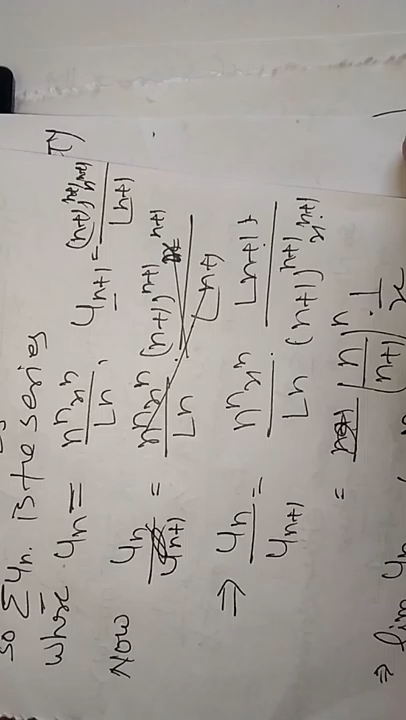 so Σ u_n is +ve series
where u_n = n^n x^n / ⌊n , u_{n+1} = (n+1)^{n+1} x^{n+1} / ⌊n+1
Now u_n / u_{n+1} = n^n x^n / ⌊n · (n+1)^{n+1} x^{n+1} / ⌊n+1
⇒ u_n / u_{n+1} = n^n x^n / ⌊n · ⌊n+1 / (n+1)^{n+1} · x^{n+1}
= (n / n+1)^n · 1 / x
⇒ lim u_n